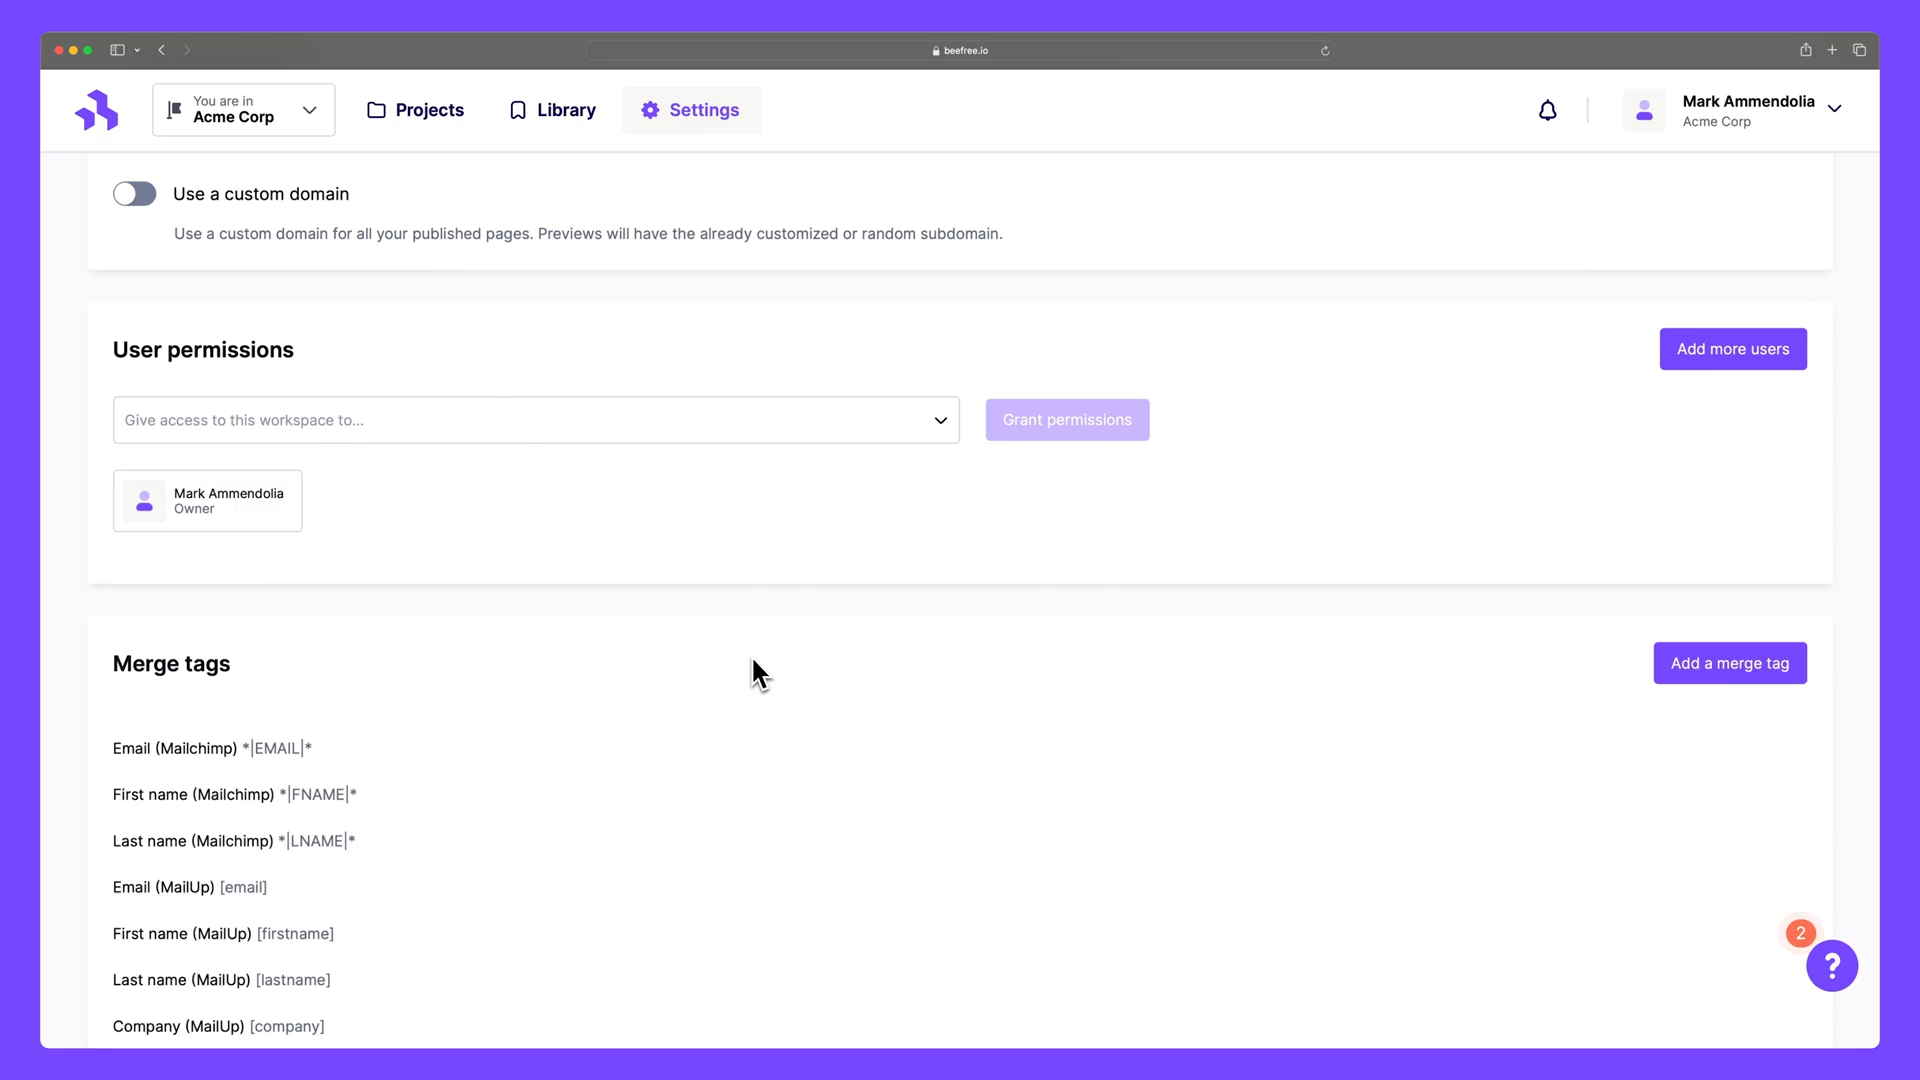 beefree.io
You are in
Acme Corp
Projects
Library
Settings
Mark Ammendolia
Acme Corp
Use a custom domain
Use a custom domain for all your published pages. Previews will have the already customized or random subdomain.
User permissions
Add more users
Give access to this workspace to...
Grant permissions
Mark Ammendolia
Owner
Merge tags
Add a merge tag
Email (Mailchimp) *|EMAIL|*
First name (Mailchimp) *|FNAME|*
Last name (Mailchimp) *|LNAME|*
Email (MailUp) [email]
First name (MailUp) [firstname]
2
?
Last name (MailUp) [lastname]
Company (MailUp) [company]